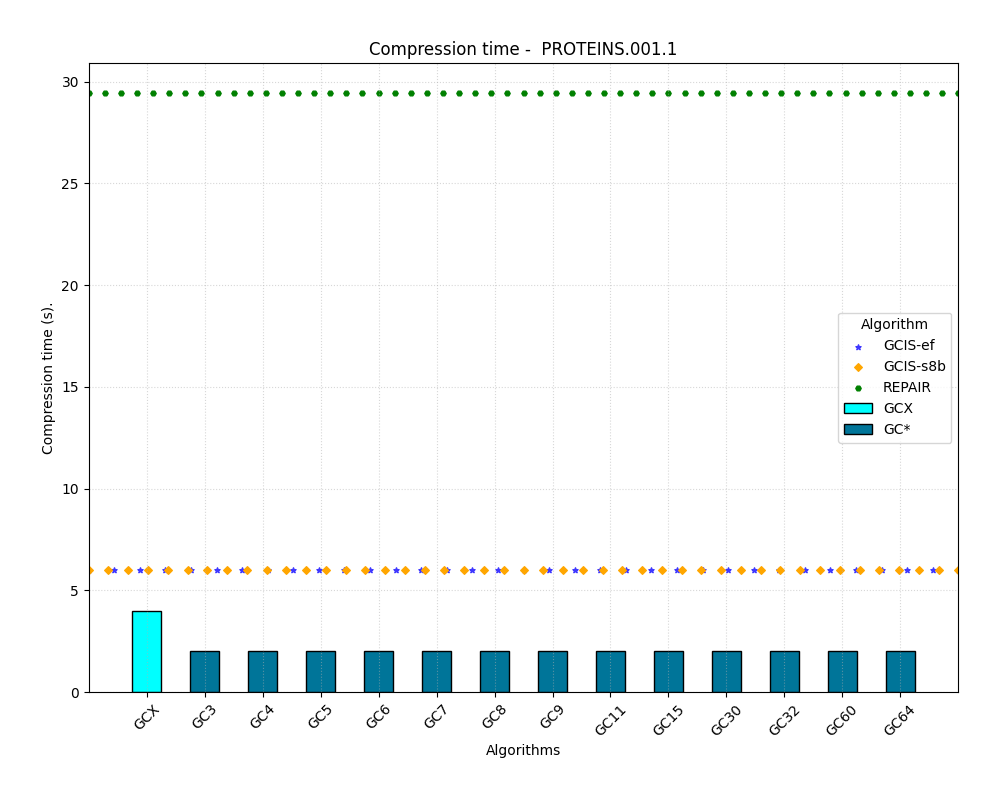 Compression time - PROTEINS.001.1
30
25
20
15
10
5
0
Compression time (s).
Algorithm
GCIS-ef
GCIS-s8b
REPAIR
GCX
GC*
GCX
GC3
GC4
GC5
GC6
GC7
GC8
GC9
GC11
GC15
GC30
GC32
GC60
GC64
Algorithms